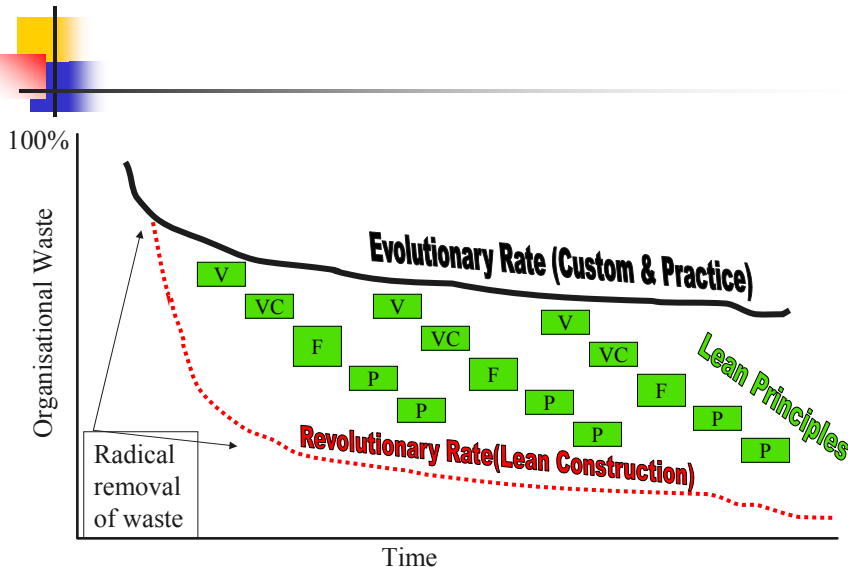 100%
Organisational Waste
Evolutionary Rate (Custom & Practice)
V
VC
F
P
P
V
VC
F
P
P
V
VC
F
P
P
Lean Principles
Revolutionary Rate(Lean Construction)
Radical
removal
of waste
Time